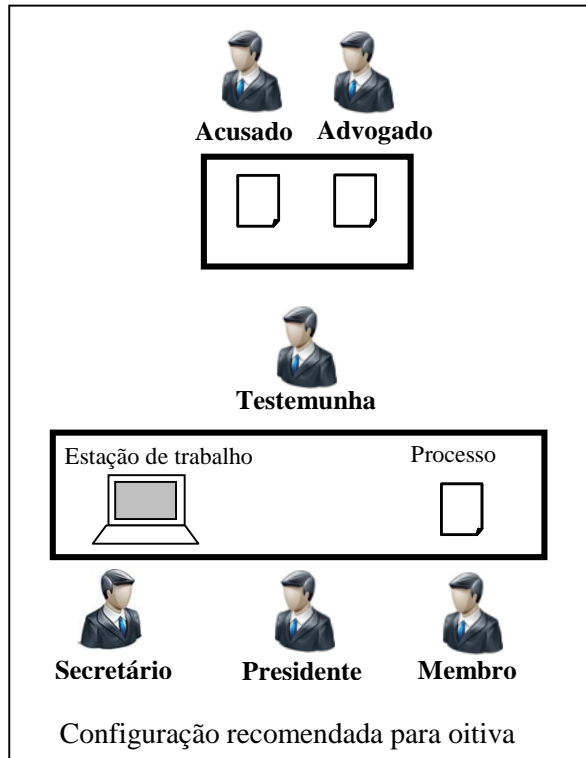 Acusado Advogado
Testemunha
Estação de trabalho Processo
Secretário Presidente Membro
Configuração recomendada para oitiva